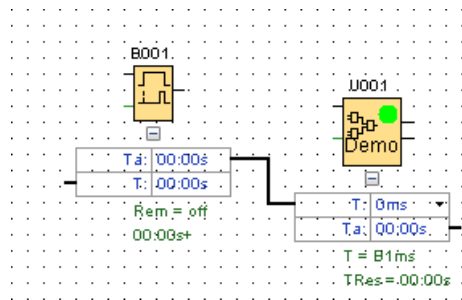 B001
U001
Demo
Ta: 00:00s
T: 00:00s
Rem = off
00:00s+
T: 0ms
Ta: 00:00s
T = B1ms
TRes=.00:00s